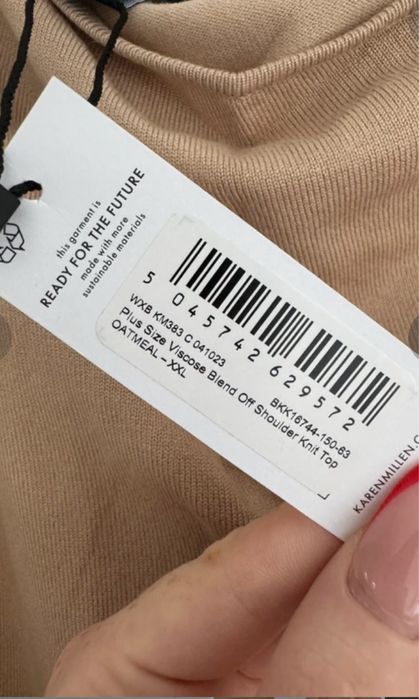 this garment is
READY FOR THE FUTURE
made with more
sustainable materials
5 045742 629572
WXB KM383 C 041023
BKK16744-150-63
Plus Size Viscose Blend Off Shoulder Knit Top
OATMEAL - XXL
KARENMILLEN.C